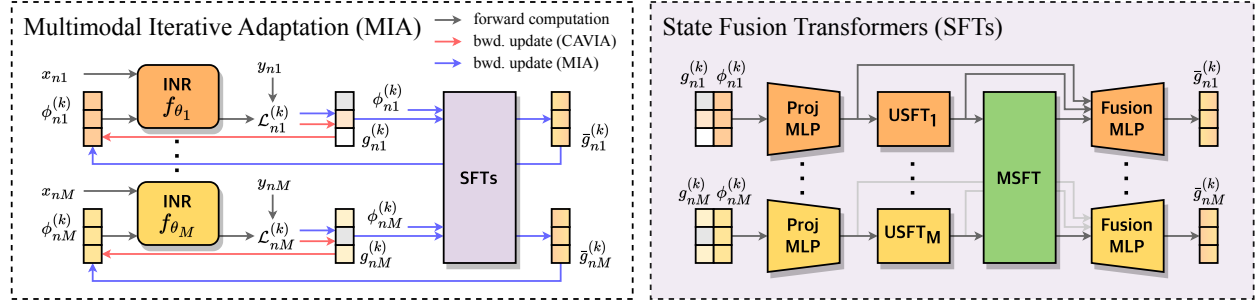 Multimodal Iterative Adaptation (MIA)
forward computation
bwd. update (CAVIA)
bwd. update (MIA)
x_{n1}
INR
f_{θ_1}
y_{n1}
ϕ_{n1}^{(k)}
L_{n1}^{(k)}
ϕ_{n1}^{(k)}
g_{n1}^{(k)}
ḡ_{n1}^{(k)}
SFTs
x_{nM}
INR
f_{θ_M}
y_{nM}
ϕ_{nM}^{(k)}
L_{nM}^{(k)}
ϕ_{nM}^{(k)}
g_{nM}^{(k)}
ḡ_{nM}^{(k)}
State Fusion Transformers (SFTs)
g_{n1}^{(k)} ϕ_{n1}^{(k)}
Proj
MLP
USFT_1
MSFT
Fusion
MLP
ḡ_{n1}^{(k)}
g_{nM}^{(k)} ϕ_{nM}^{(k)}
Proj
MLP
USFT_M
Fusion
MLP
ḡ_{nM}^{(k)}